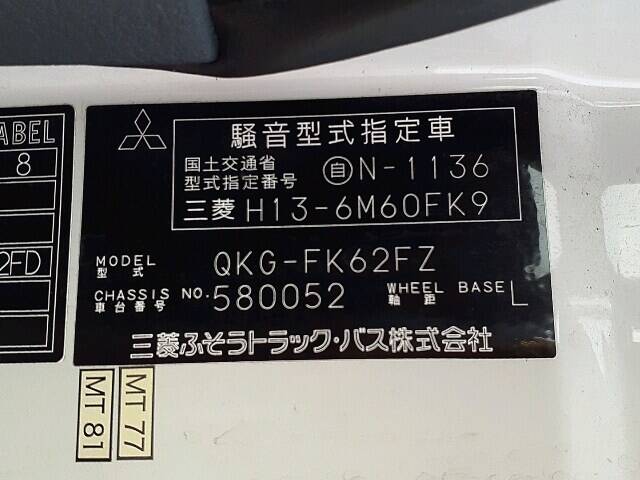 ABEL
8
2FD
騒音型式指定車
国土交通省
型式指定番号
自 N-1136
三菱 H13-6M60FK9
MODEL
型式
QKG-FK62FZ
CHASSIS NO.
車台番号
580052
WHEEL BASE
軸距
L
三菱ふそうトラック・バス株式会社
MT 77
MT 81